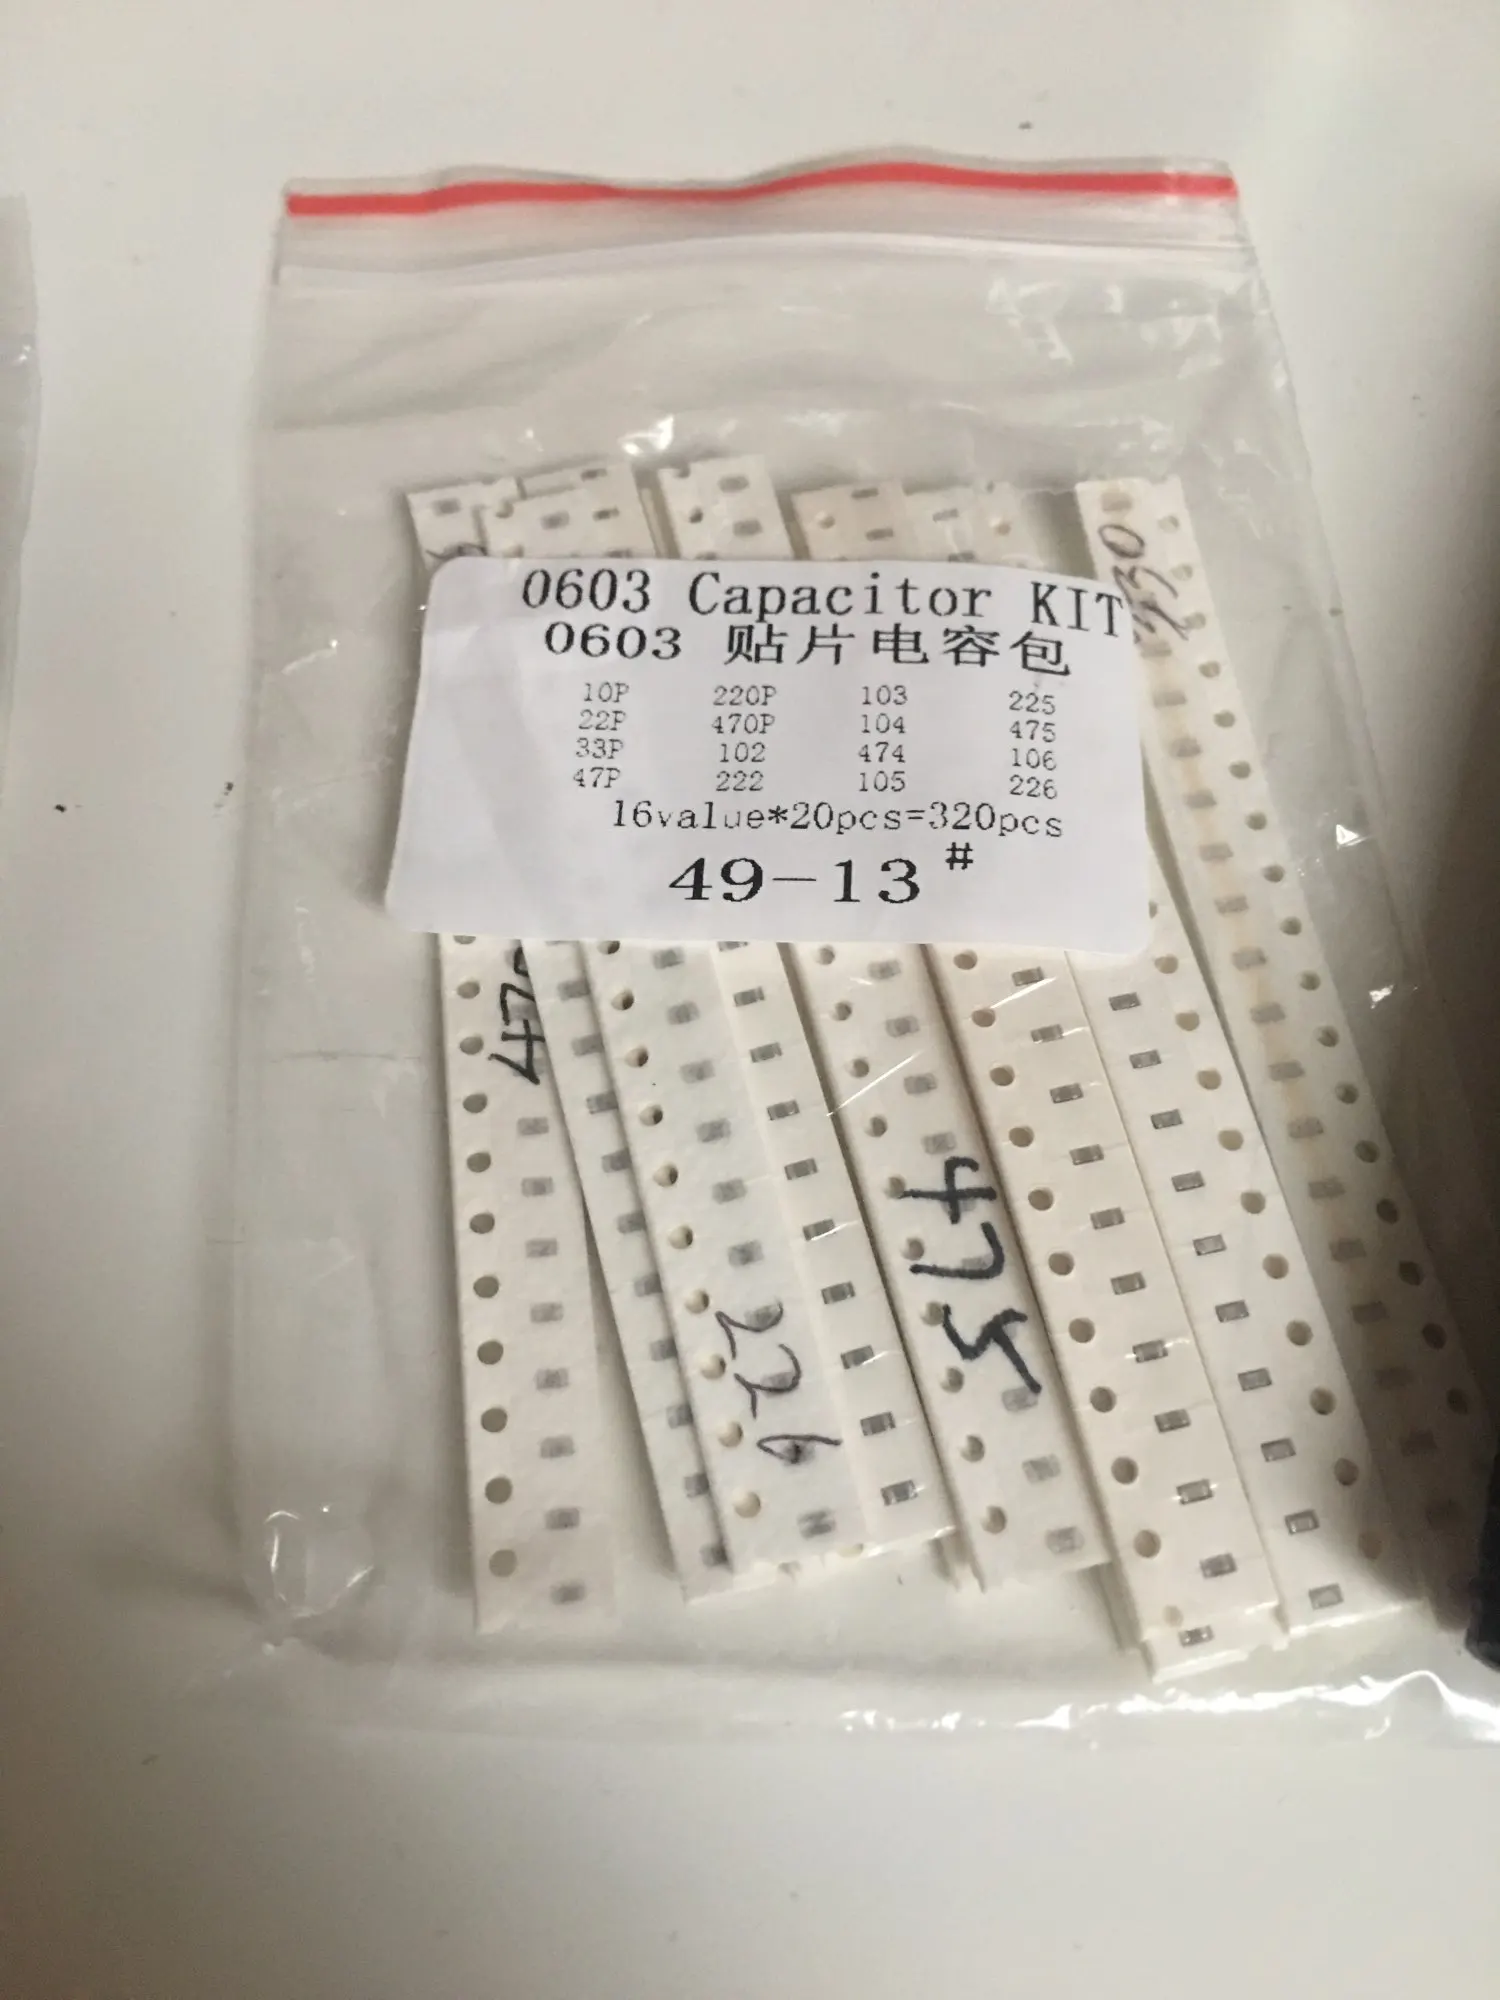 0603 Capacitor KIT
0603 贴片电容包
10P 220P 103 225
22P 470P 104 475
33P 102 474 106
47P 222 105 226
16value*20pcs=320pcs
49-13#
475
226